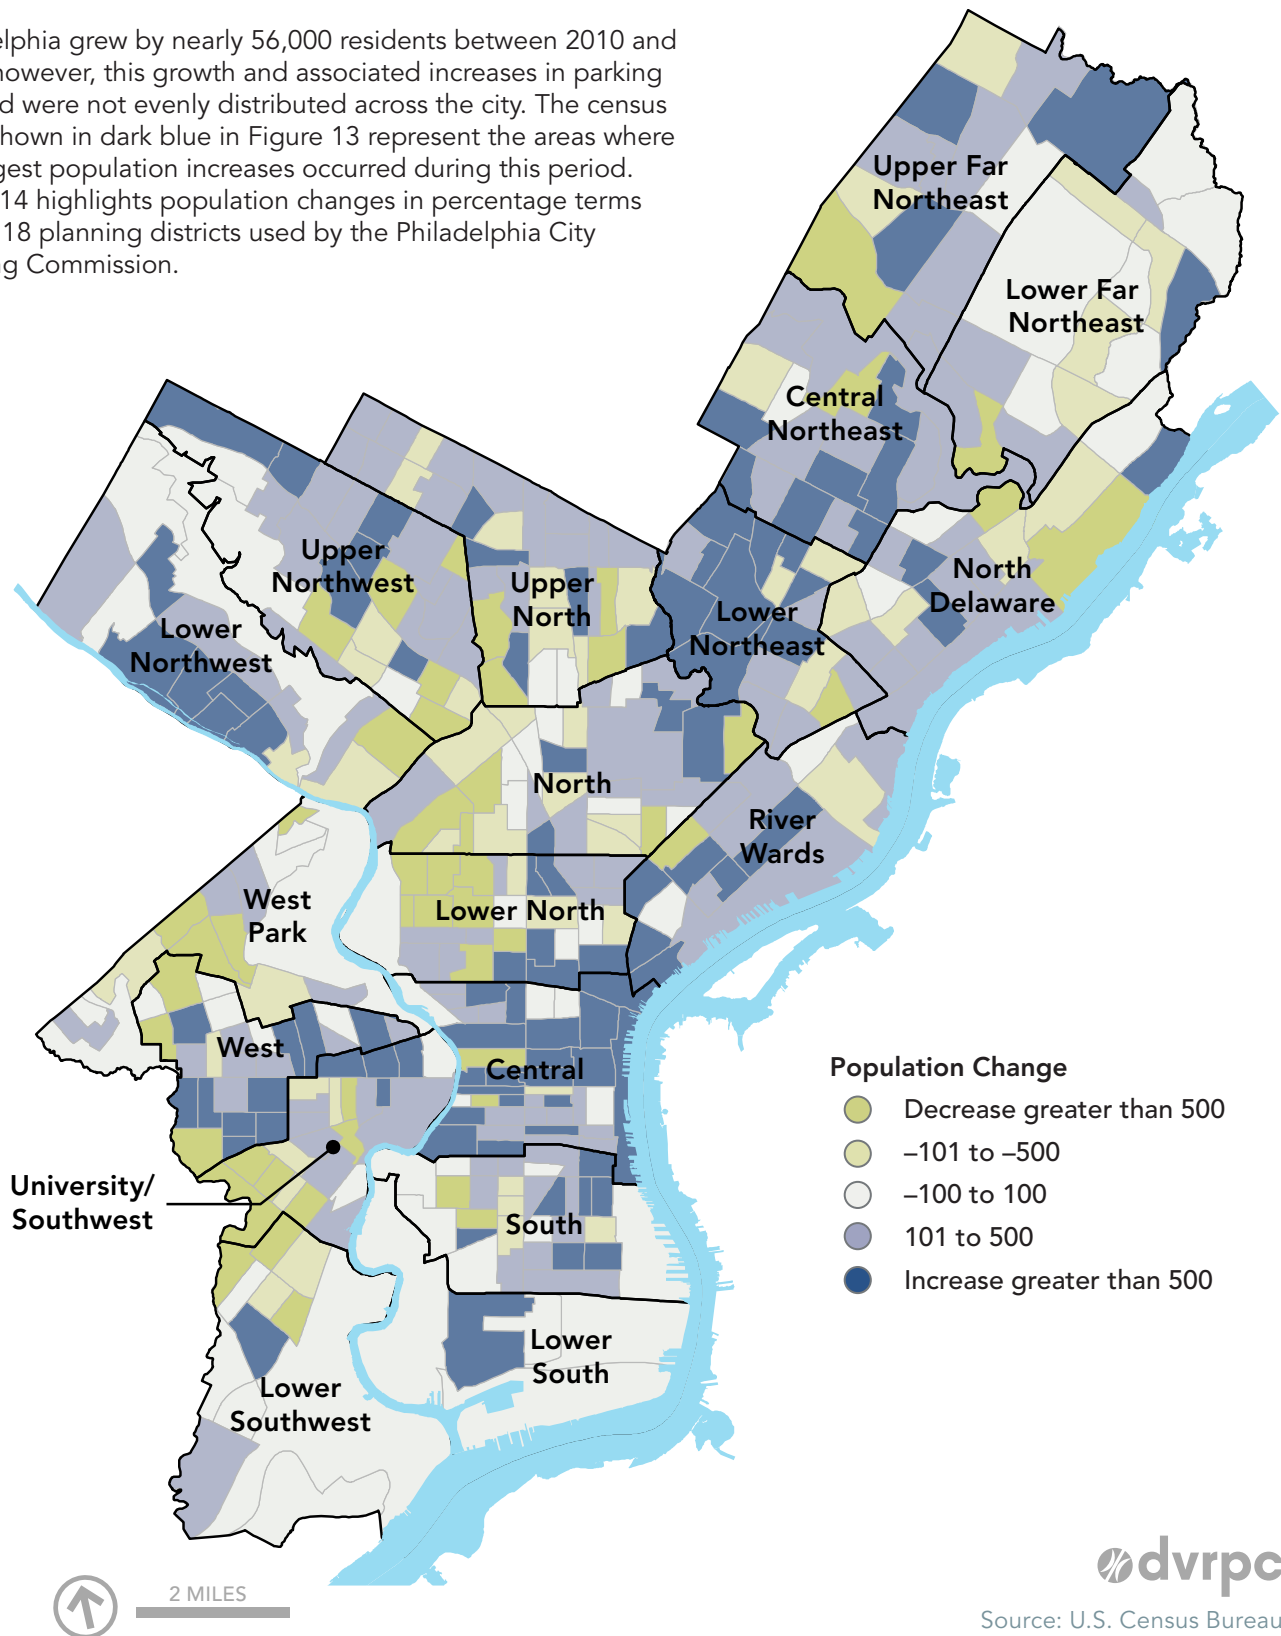 elphia grew by nearly 56,000 residents between 2010 and
however, this growth and associated increases in parking
d were not evenly distributed across the city. The census
hown in dark blue in Figure 13 represent the areas where
gest population increases occurred during this period.
14 highlights population changes in percentage terms
18 planning districts used by the Philadelphia City
ng Commission.
Upper Far
Northeast
Lower Far
Northeast
Central
Northeast
Upper
Northwest
Upper
North
North
Delaware
Lower
Northeast
Lower
Northwest
North
River
Wards
West
Park
Lower North
West
Central
University/
Southwest
South
Lower
South
Lower
Southwest
Population Change
Decrease greater than 500
–101 to –500
–100 to 100
101 to 500
Increase greater than 500
2 MILES
dvrpc
Source: U.S. Census Bureau